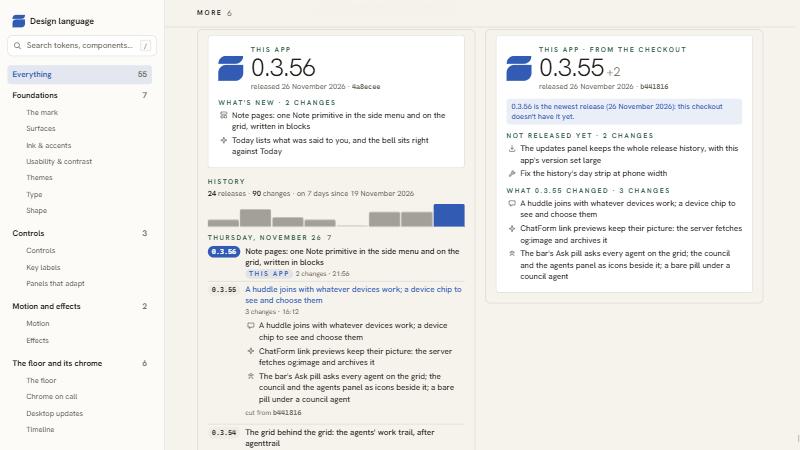 Design language
Search tokens, components...
/
Everything 55
Foundations 7
The mark
Surfaces
Ink & accents
Usability & contrast
Themes
Type
Shape
Controls 3
Controls
Key labels
Panels that adapt
Motion and effects 2
Motion
Effects
The floor and its chrome 6
The floor
Chrome on call
Desktop updates
Timeline
MORE 6
THIS APP
0.3.56
released 26 November 2026 · 4a8ecee
WHAT'S NEW · 2 CHANGES
Note pages: one Note primitive in the side menu and on the
grid, written in blocks
Today lists what was said to you, and the bell sits right
against Today
HISTORY
24 releases · 90 changes · on 7 days since 19 November 2026
THURSDAY, NOVEMBER 26 7
0.3.56 Note pages: one Note primitive in the side menu and on the
grid, written in blocks
THIS APP 2 changes · 21:56
0.3.55 A huddle joins with whatever devices work; a device chip to
see and choose them
3 changes · 16:12
A huddle joins with whatever devices work; a device
chip to see and choose them
ChatForm link previews keep their picture: the server
fetches og:image and archives it
The bar's Ask pill asks every agent on the grid; the
council and the agents panel as icons beside it; a bare
pill under a council agent
cut from b441816
0.3.54 The grid behind the grid: the agents' work trail, after
agenttrail
THIS APP · FROM THE CHECKOUT
0.3.55 +2
released 26 November 2026 · b441816
0.3.56 is the newest release (26 November 2026): this checkout
doesn't have it yet.
NOT RELEASED YET · 2 CHANGES
The updates panel keeps the whole release history, with this
app's version set large
Fix the history's day strip at phone width
WHAT 0.3.55 CHANGED · 3 CHANGES
A huddle joins with whatever devices work; a device chip to
see and choose them
ChatForm link previews keep their picture: the server fetches
og:image and archives it
The bar's Ask pill asks every agent on the grid; the council
and the agents panel as icons beside it; a bare pill under a
council agent